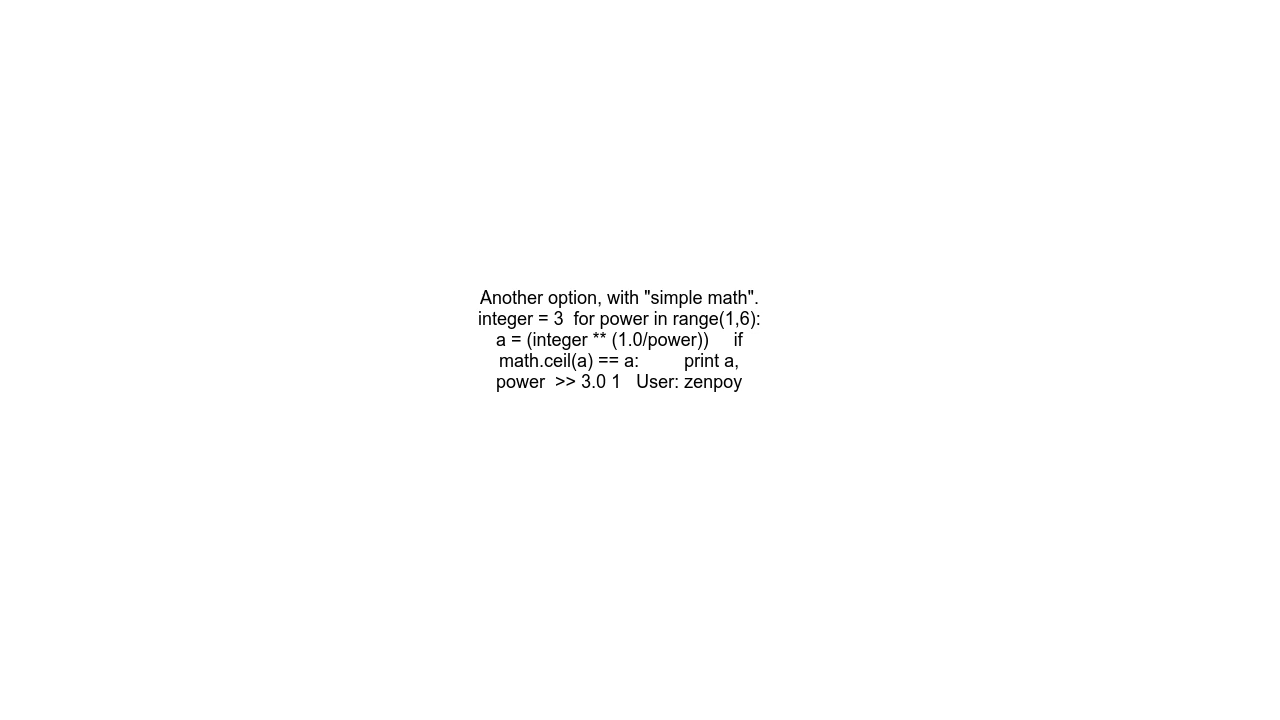 Another option, with "simple math".
integer = 3  for power in range(1,6):
a = (integer ** (1.0/power))     if
math.ceil(a) == a:         print a,
power  >> 3.0 1   User: zenpoy